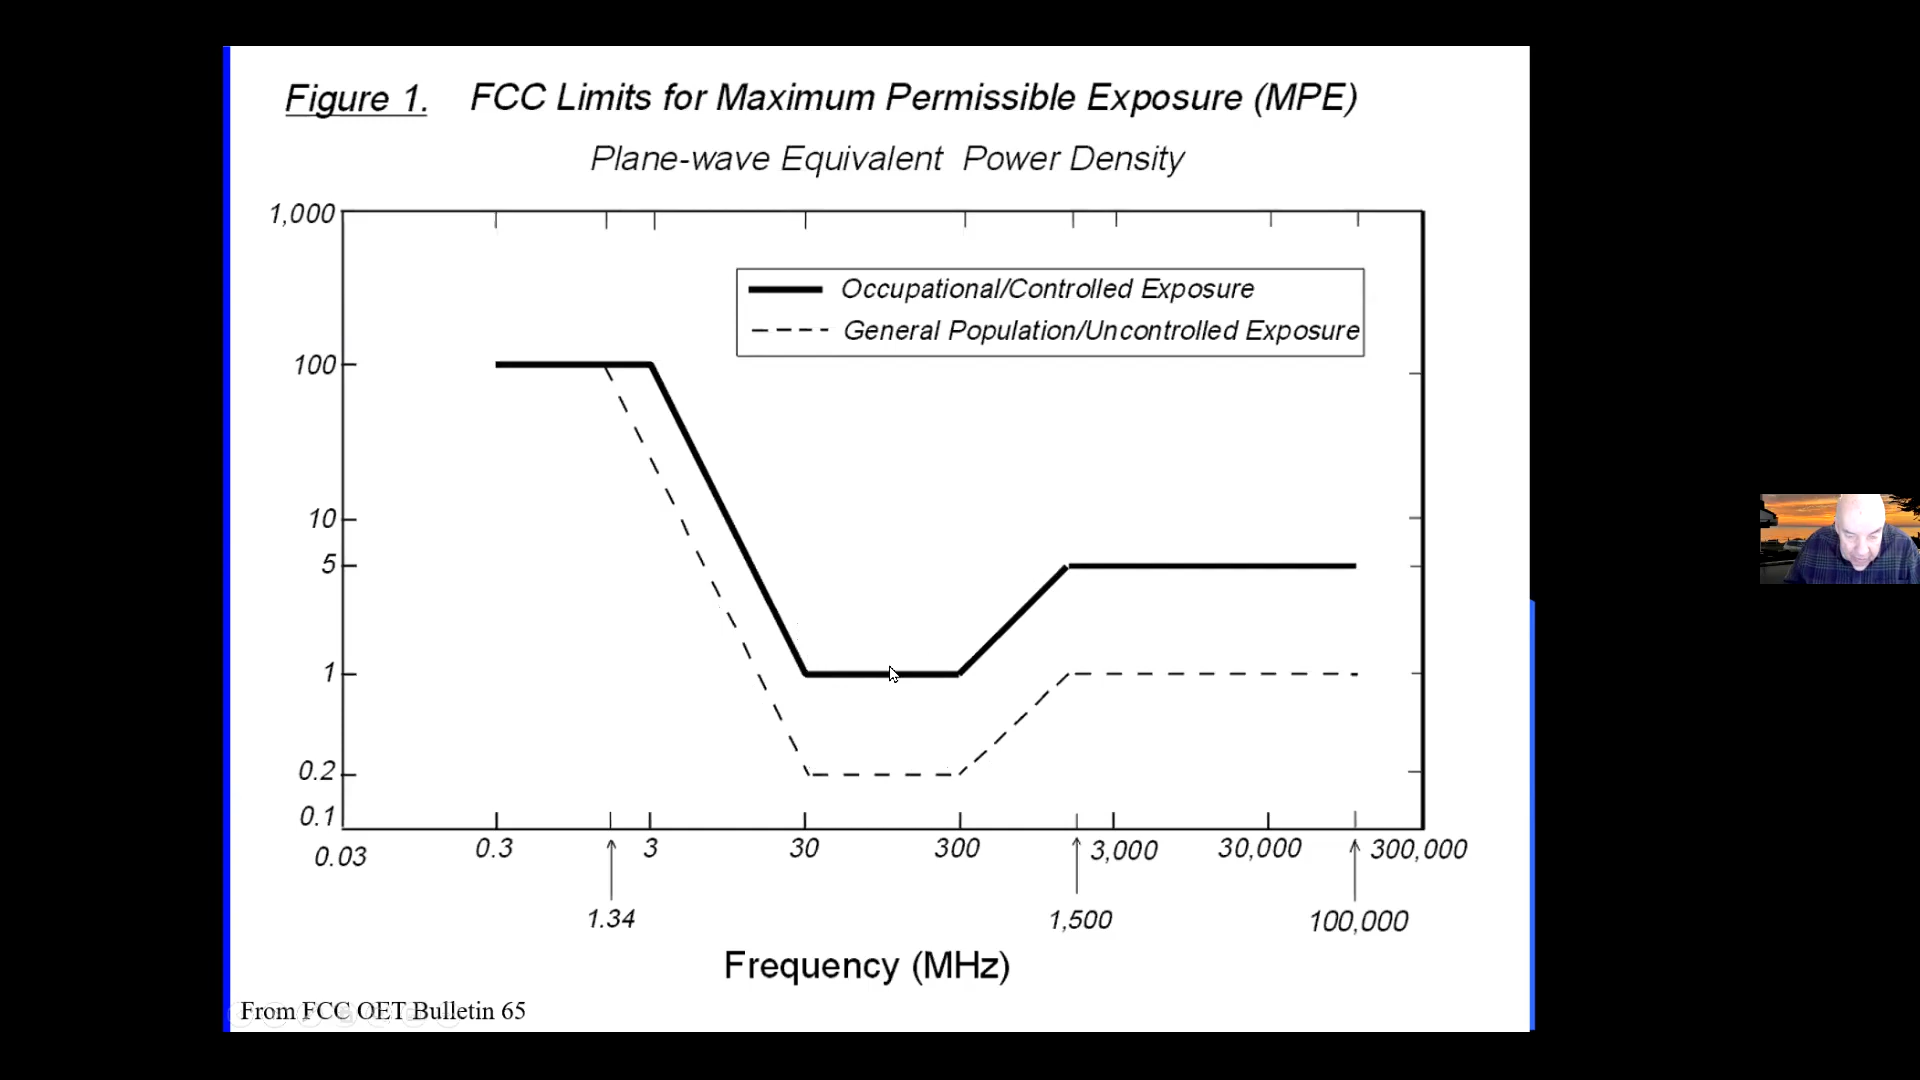 Figure 1. FCC Limits for Maximum Permissible Exposure (MPE)
Plane-wave Equivalent Power Density
1,000
Occupational/Controlled Exposure
General Population/Uncontrolled Exposure
100
10
5
1
0.2
0.1
0.03 0.3 3 30 300 3,000 30,000 300,000
1.34 1,500 100,000
Frequency (MHz)
From FCC OET Bulletin 65